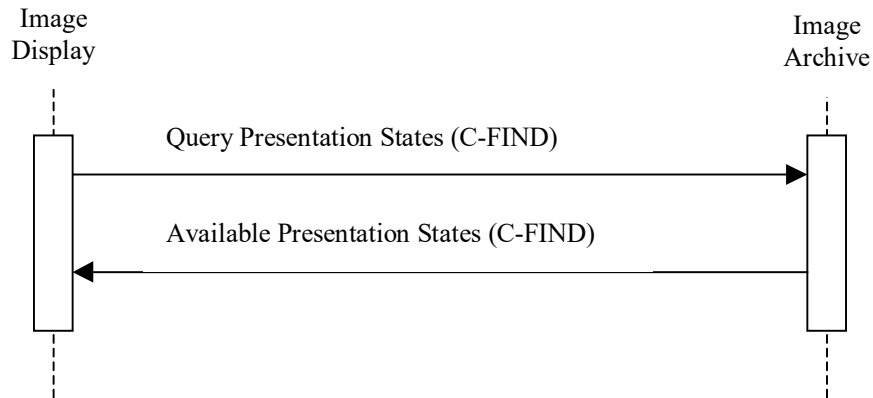 Image
Display
Image
Archive
Query Presentation States (C-FIND)
Available Presentation States (C-FIND)